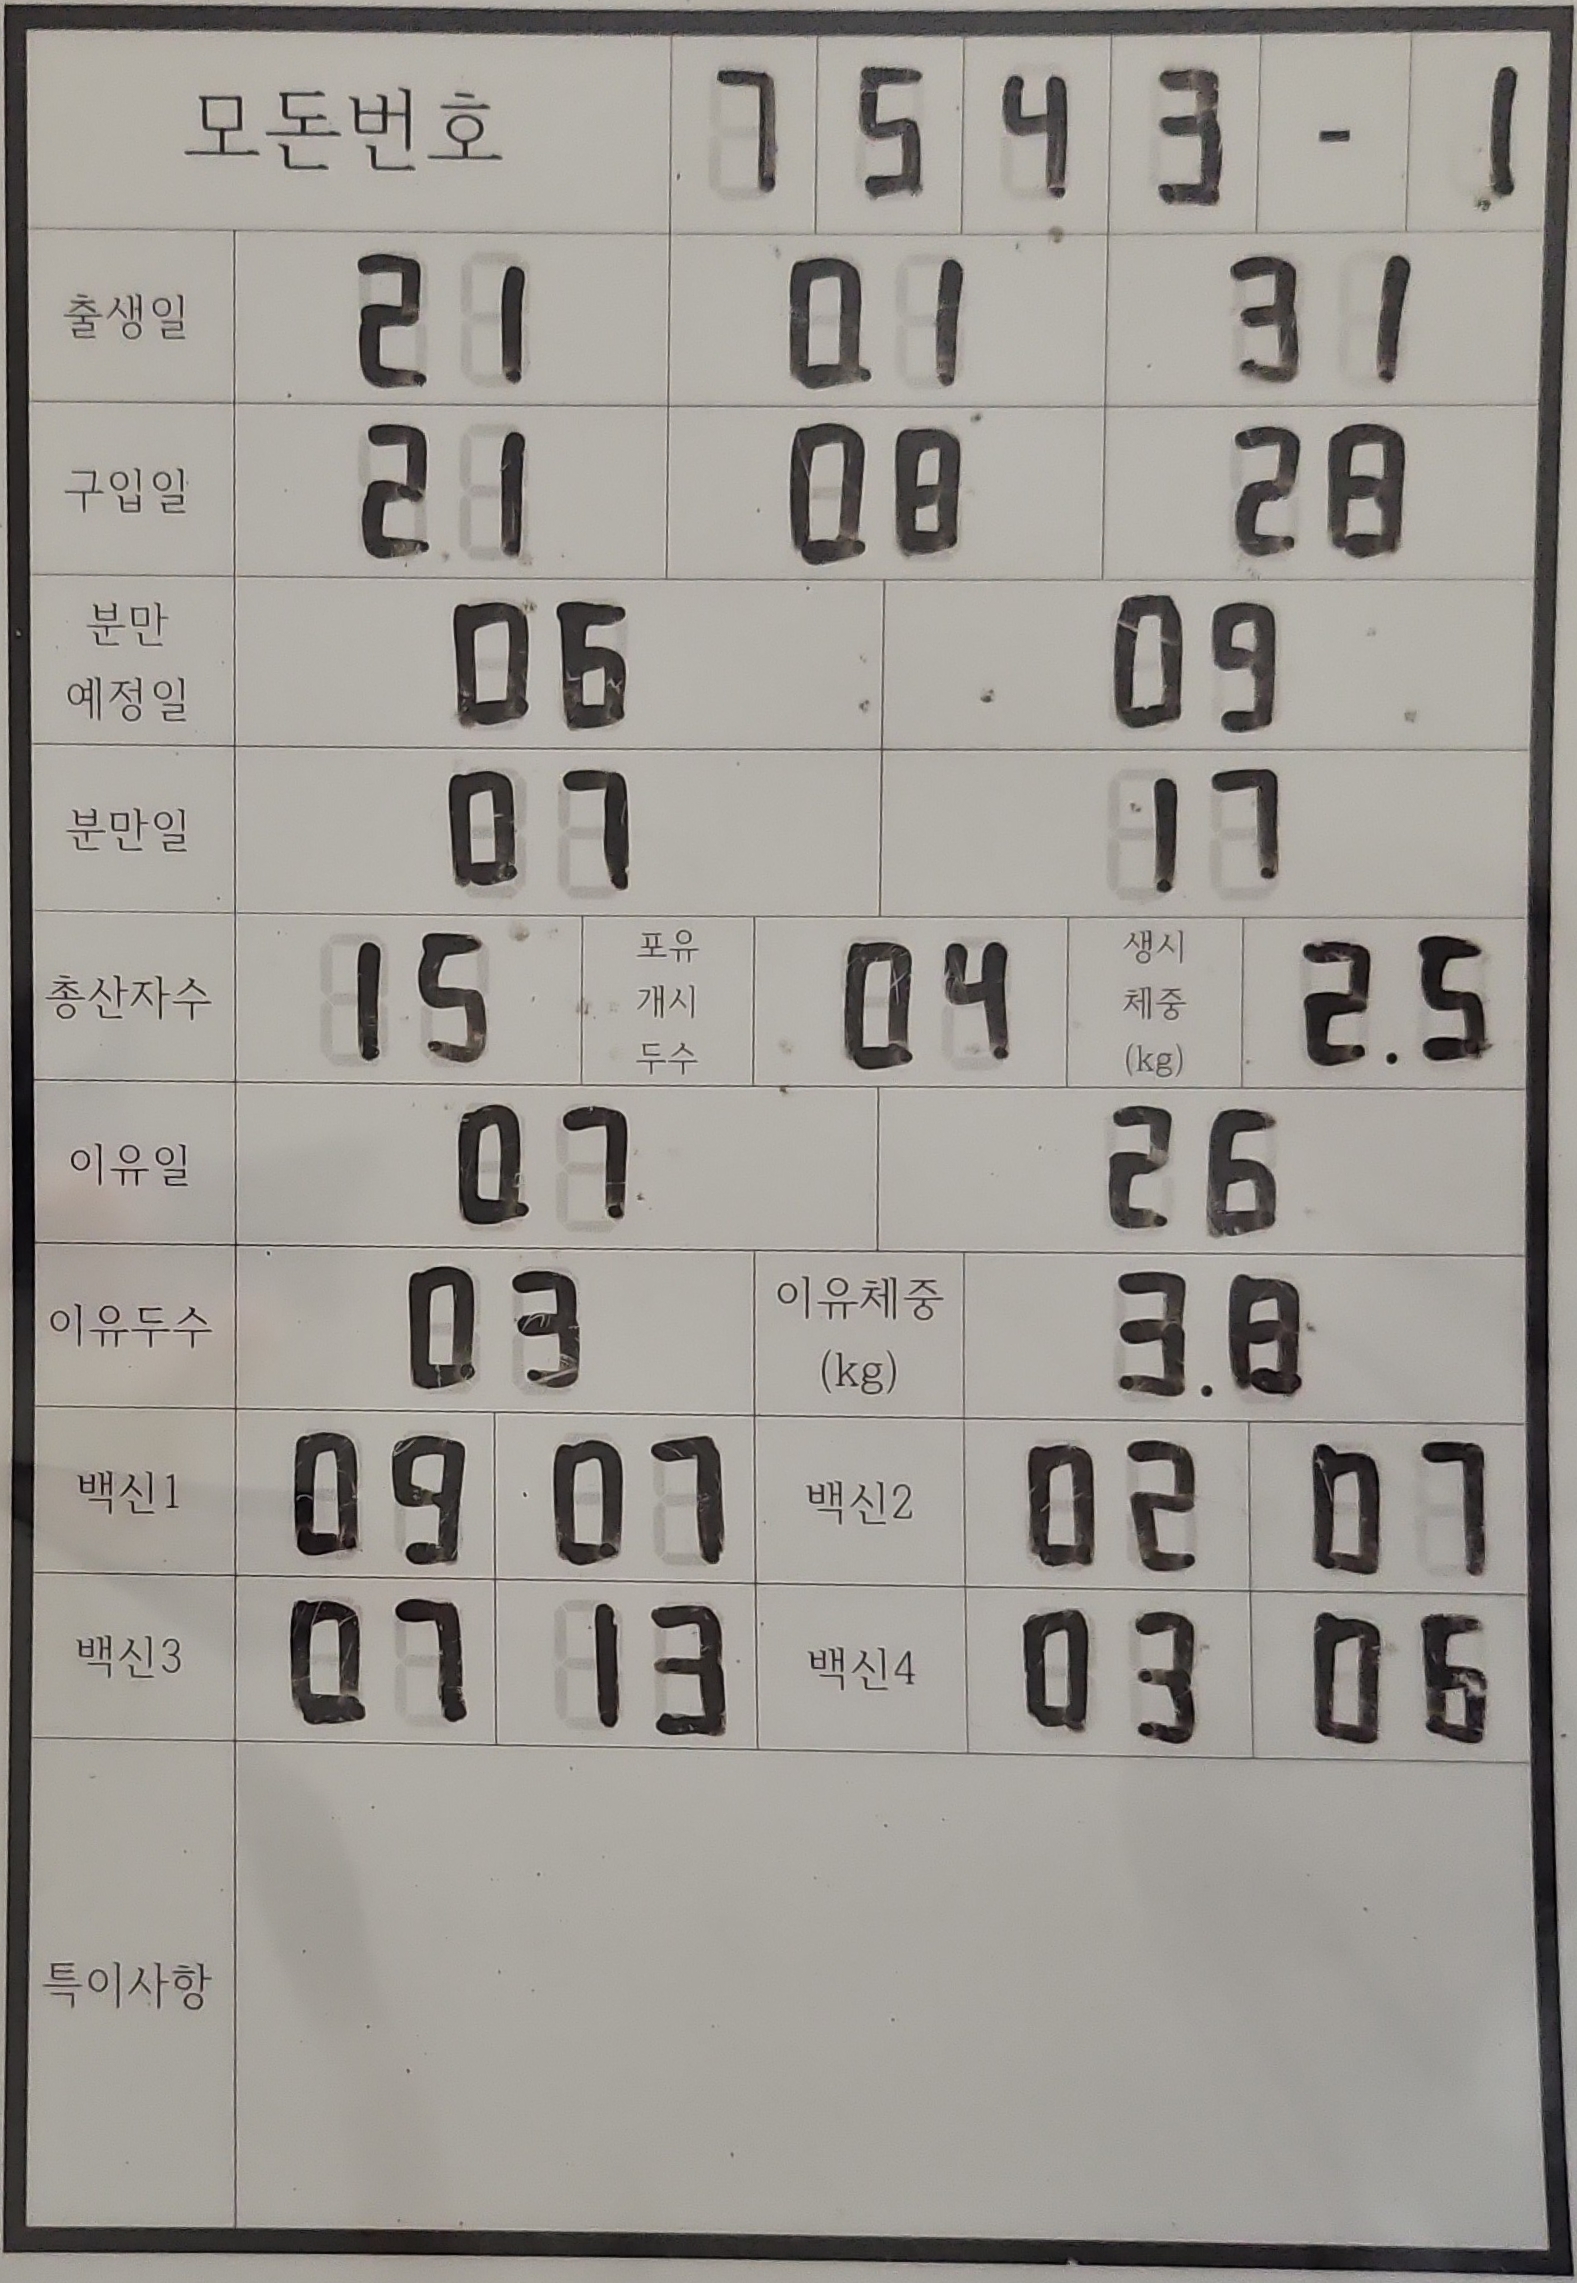 모돈번호 7 5 4 3 - 1
출생일 21 01 31
구입일 21 08 28
분만
예정일 06 09
분만일 07 17
총산자수 15 포유
개시
두수 04 생시
체중
(kg) 2.5
이유일 07 26
이유두수 03 이유체중
(kg) 3.8
백신1 09 07 백신2 02 07
백신3 07 13 백신4 03 06
특이사항